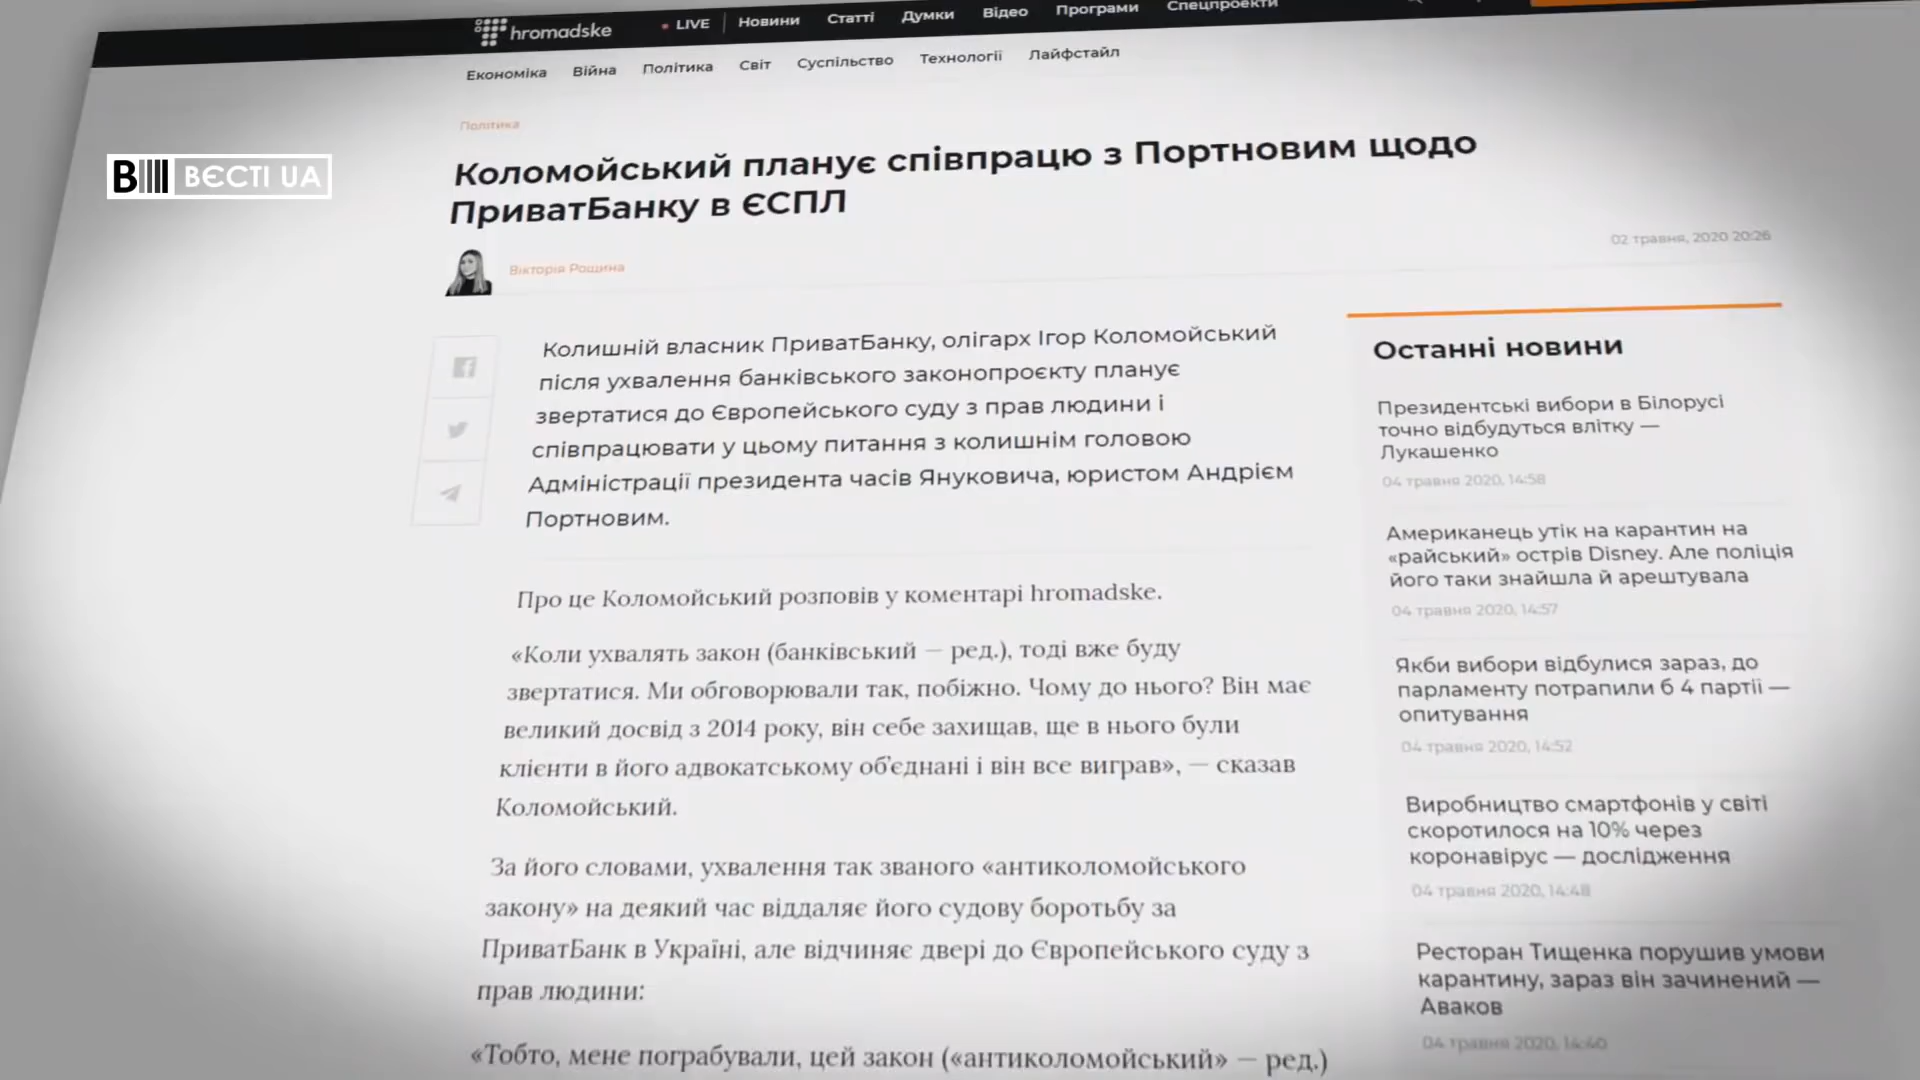 hromadske
LIVE
Новини
Статті
Думки
Відео
Програми
Спецпроекти
Економіка
Війна
Політика
Світ
Суспільство
Технології
Лайфстайл
Політика
В ВЄСТІ UA
Коломойський планує співпрацю з Портновим щодо
ПриватБанку в ЄСПЛ
Вікторія Рощина
02 травня, 2020 20:26
Колишній власник ПриватБанку, олігарх Ігор Коломойський
після ухвалення банківського законопроєкту планує
звертатися до Європейського суду з прав людини і
співпрацювати у цьому питання з колишнім головою
Адміністрації президента часів Януковича, юристом Андрієм
Портновим.
Про це Коломойський розповів у коментарі hromadske.
«Коли ухвалять закон (банківський — ред.), тоді вже буду
звертатися. Ми обговорювали так, побіжно. Чому до нього? Він має
великий досвід з 2014 року, він себе захищав, ще в нього були
клієнти в його адвокатському об’єднані і він все виграв», — сказав
Коломойський.
За його словами, ухвалення так званого «антиколомойського
закону» на деякий час віддаляє його судову боротьбу за
ПриватБанк в Україні, але відчиняє двері до Європейського суду з
прав людини:
«Тобто, мене пограбували, цей закон («антиколомойський» — ред.)
Останні новини
Президентські вибори в Білорусі
точно відбудуться влітку —
Лукашенко
04 травня 2020, 14:58
Американець утік на карантин на
«райський» острів Disney. Але поліція
його таки знайшла й арештувала
04 травня 2020, 14:57
Якби вибори відбулися зараз, до
парламенту потрапили б 4 партії —
опитування
04 травня 2020, 14:52
Виробництво смартфонів у світі
скоротилося на 10% через
коронавірус — дослідження
04 травня 2020, 14:48
Ресторан Тищенка порушив умови
карантину, зараз він зачинений —
Аваков
04 травня 2020, 14:40